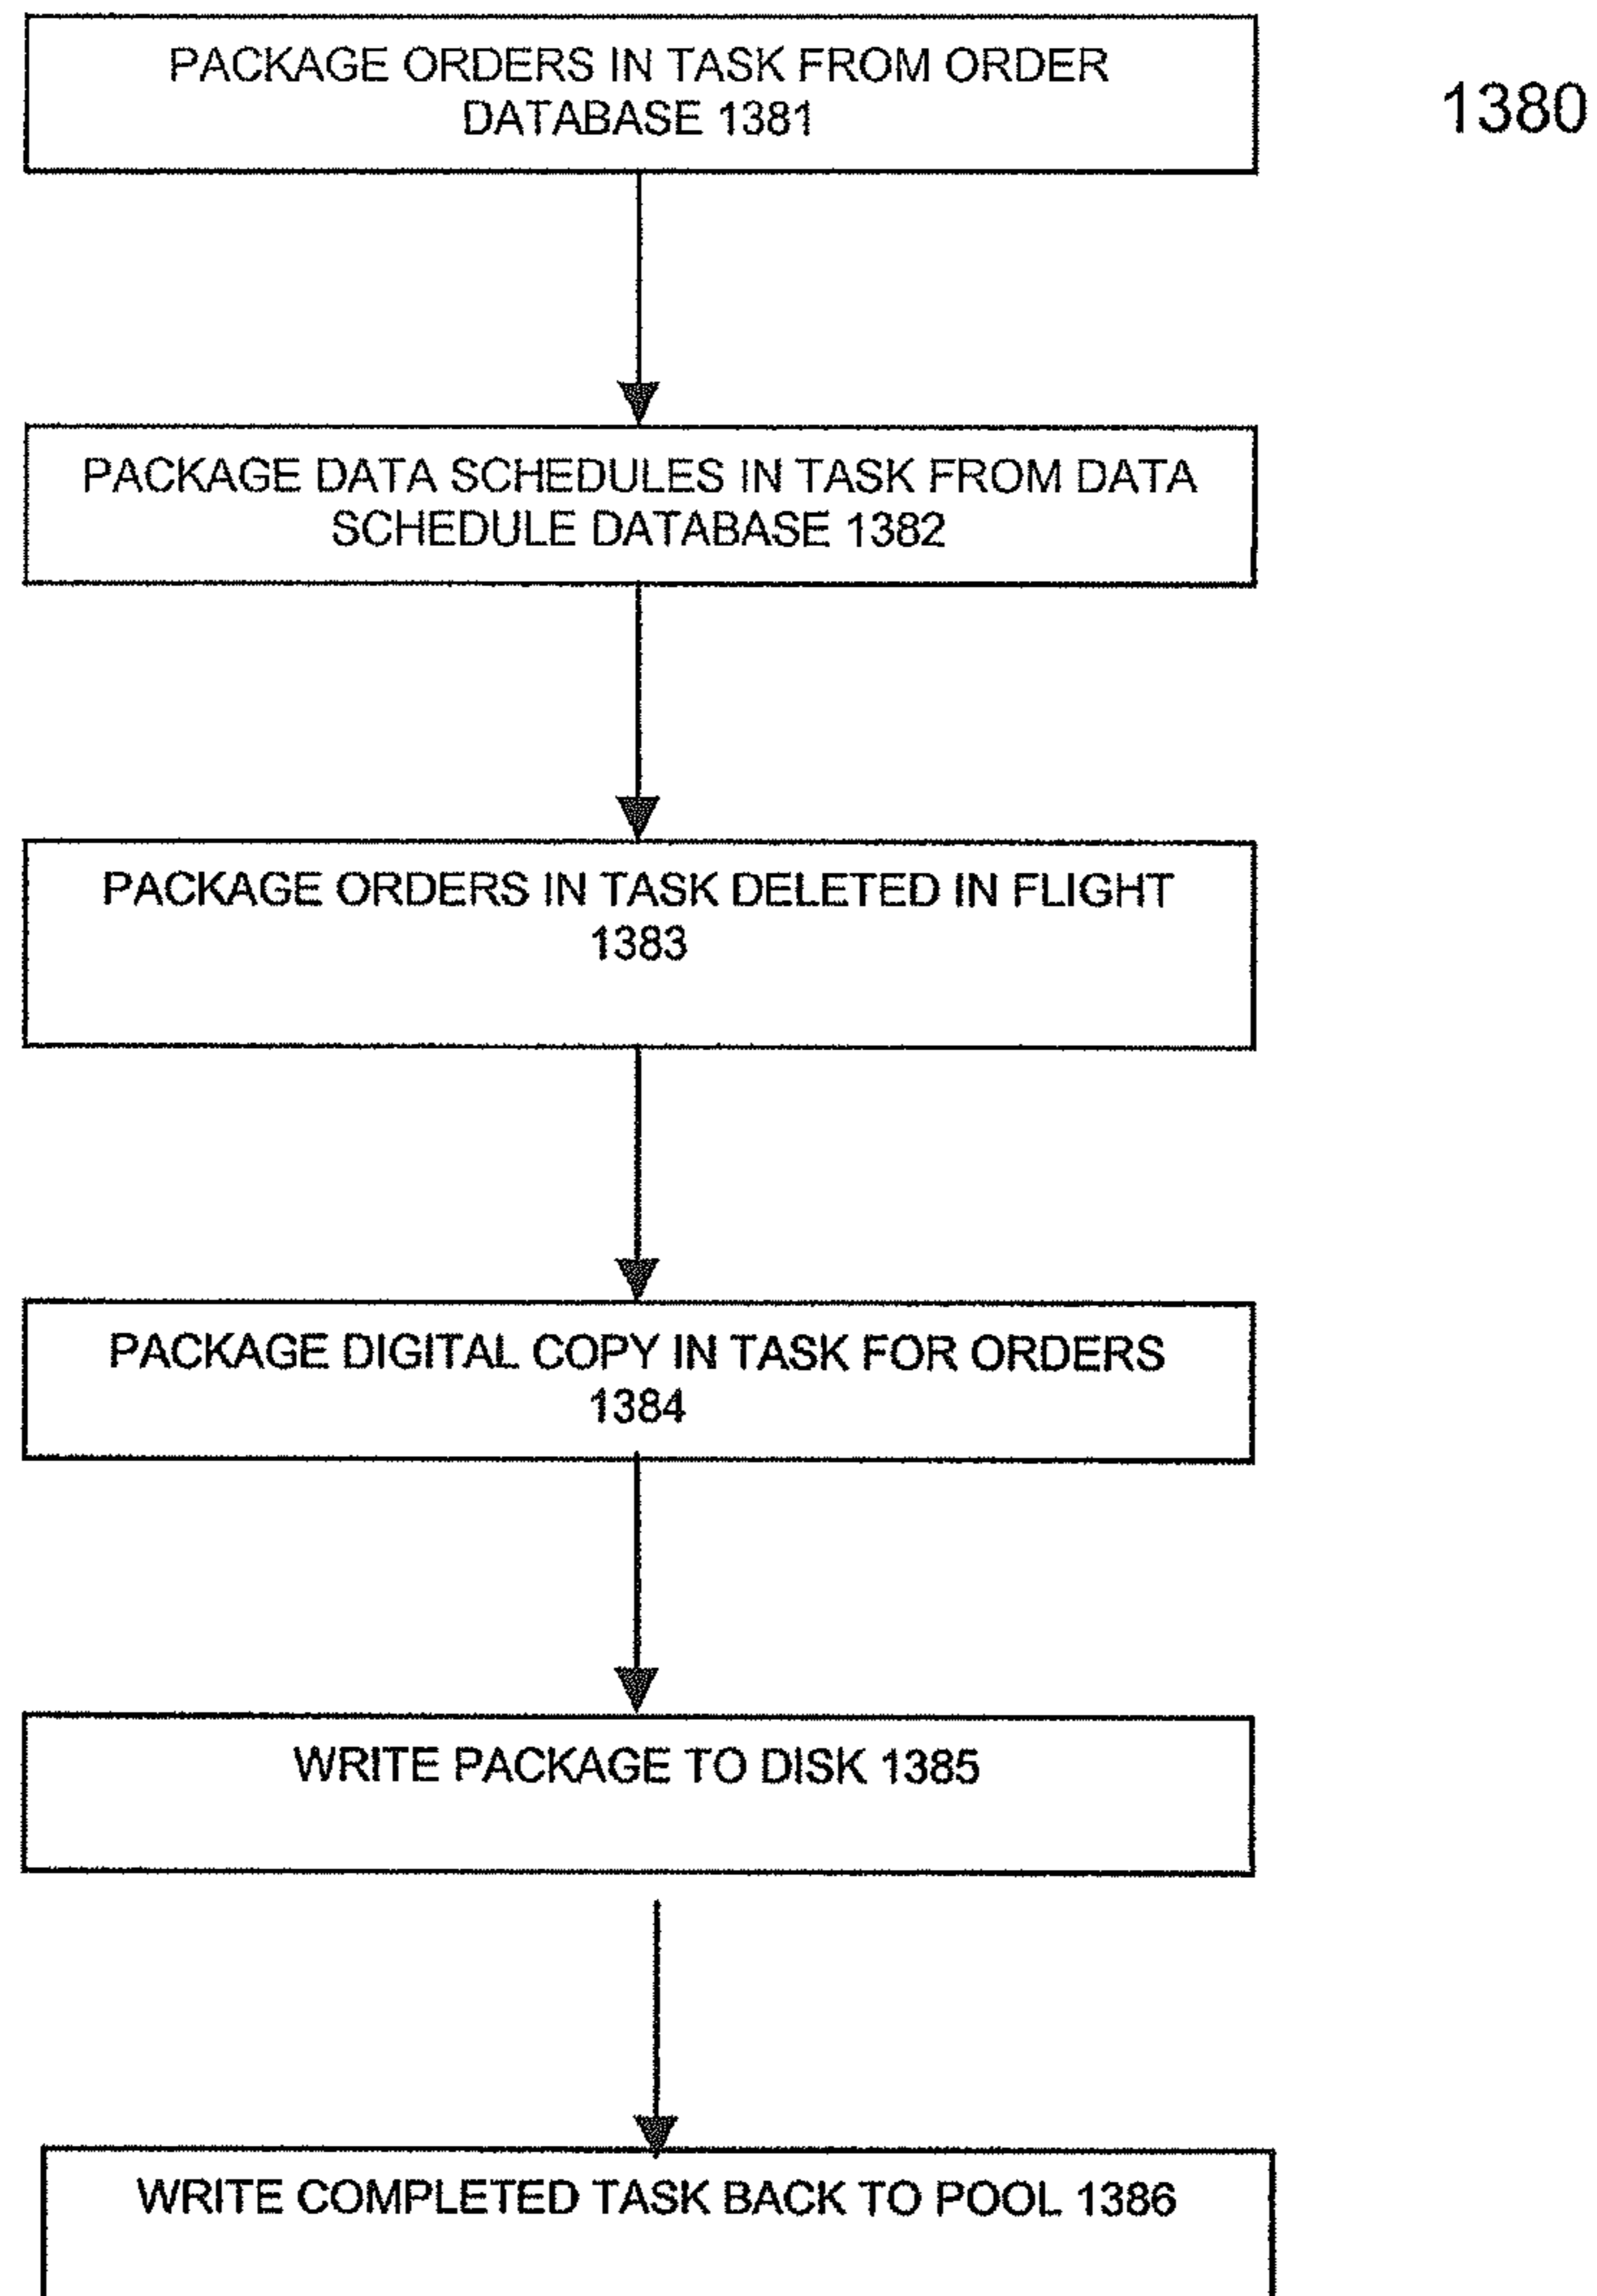 PACKAGE ORDERS IN TASK FROM ORDER
DATABASE 1381
1380
PACKAGE DATA SCHEDULES IN TASK FROM DATA
SCHEDULE DATABASE 1382
PACKAGE ORDERS IN TASK DELETED IN FLIGHT
1383
PACKAGE DIGITAL COPY IN TASK FOR ORDERS
1384
WRITE PACKAGE TO DISK 1385
WRITE COMPLETED TASK BACK TO POOL 1386